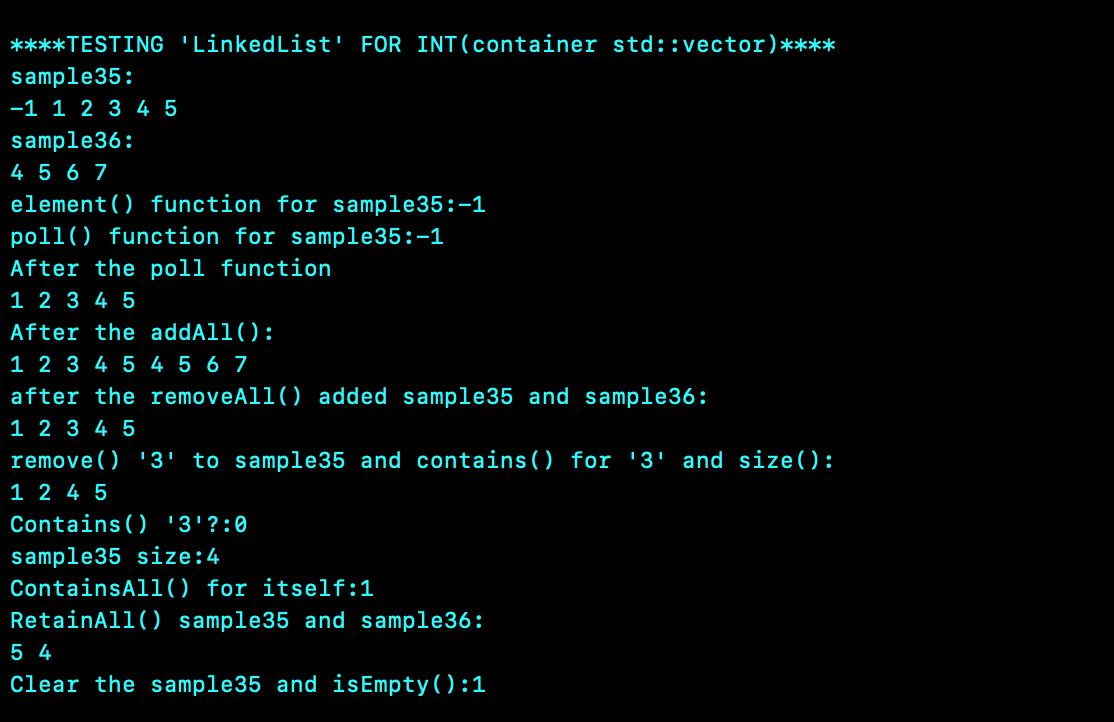 ****TESTING 'LinkedList' FOR INT(container std::vector)****
sample35:
-1 1 2 3 4 5
sample36:
4 5 6 7
element() function for sample35:-1
poll() function for sample35:-1
After the poll function
1 2 3 4 5
After the addAll():
1 2 3 4 5 4 5 6 7
after the removeAll() added sample35 and sample36:
1 2 3 4 5
remove() '3' to sample35 and contains() for '3' and size():
1 2 4 5
Contains() '3'?:0
sample35 size:4
ContainsAll() for itself:1
RetainAll() sample35 and sample36:
5 4
Clear the sample35 and isEmpty():1